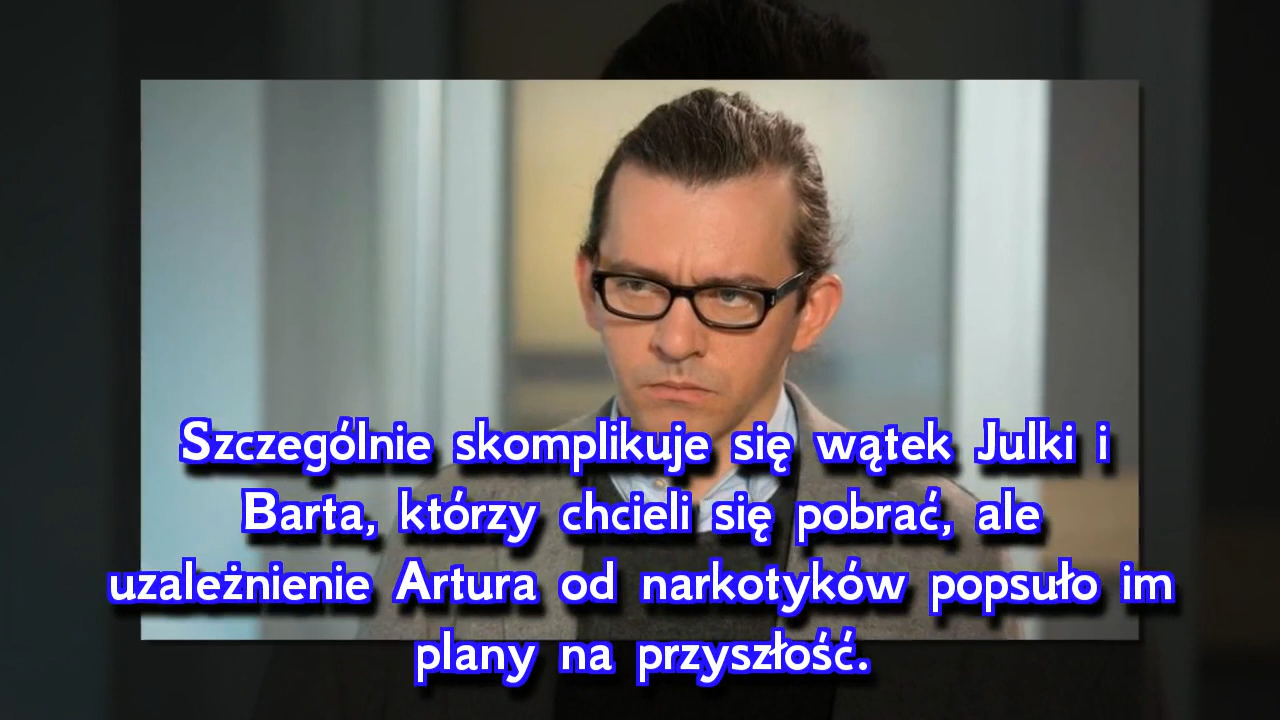 Szczególnie skomplikuje się wątek Julki i
Barta, którzy chcieli się pobrać, ale
uzależnienie Artura od narkotyków popsuło im
plany na przyszłość.